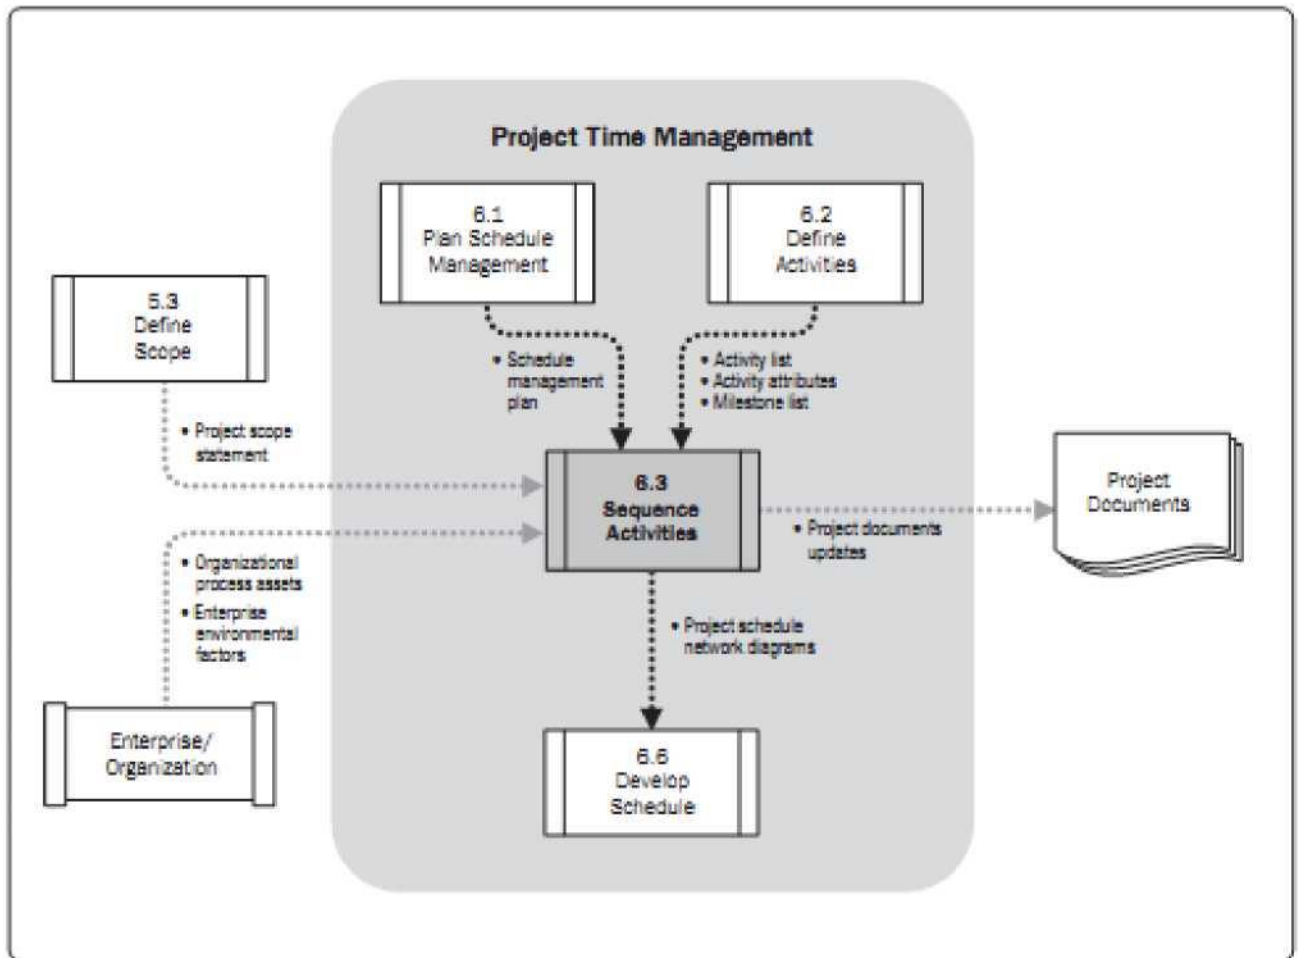 Project Time Management
6.1
Plan Schedule
Management
6.2
Define
Activities
5.3
Define
Scope
• Schedule
management
plan
• Activity list
• Activity attributes
• Milestone list
• Project scope
statement
6.3
Sequence
Activities
Project
Documents
• Project documents
updates
• Organizational
process assets
• Enterprise
environmental
factors
• Project schedule
network diagrams
Enterprise/
Organization
6.6
Develop
Schedule